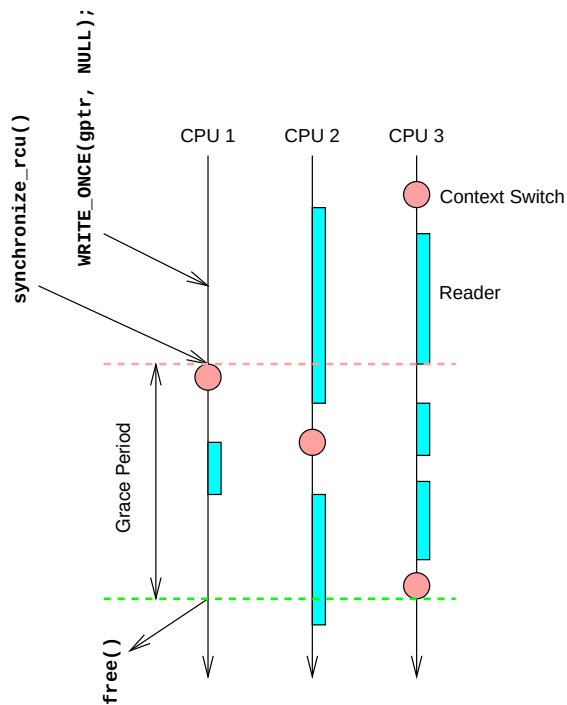 WRITE_ONCE(gptr, NULL);
synchronize_rcu()
CPU 1
CPU 2
CPU 3
Context Switch
Reader
Grace Period
free()